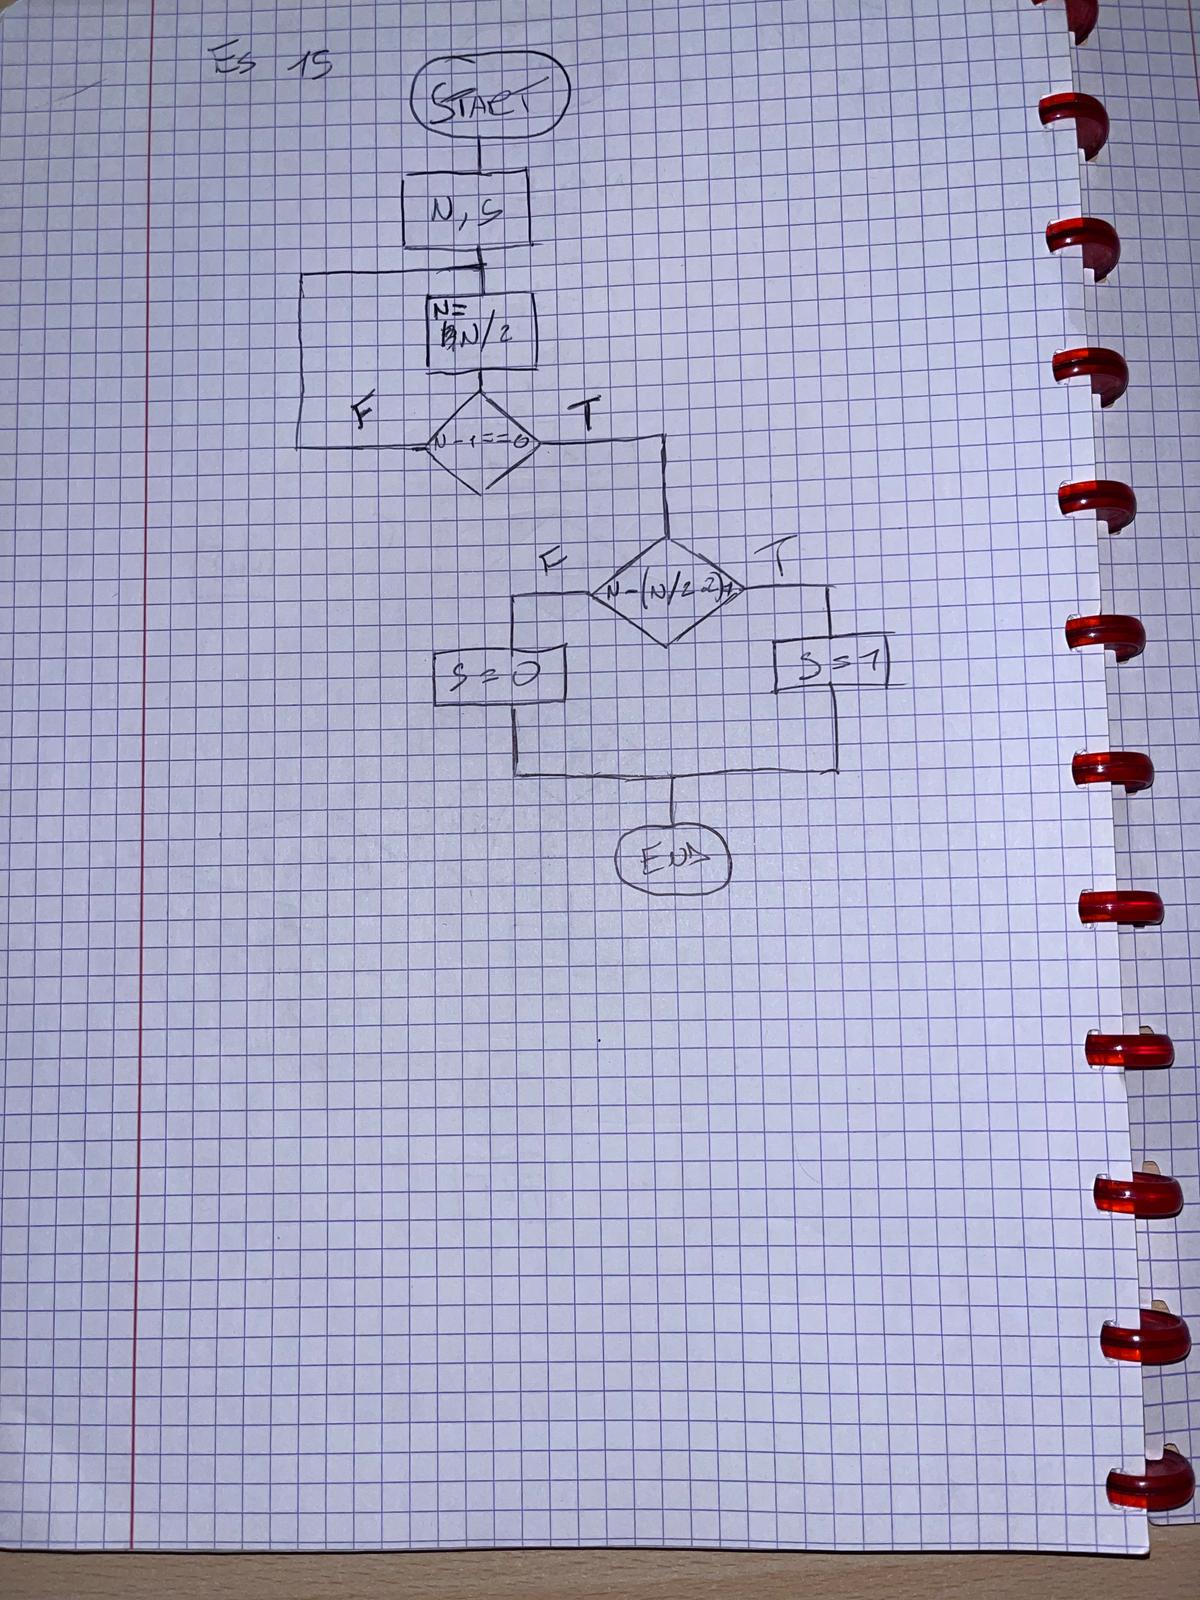 Es 15
START
N, S
N=
N/2
F
T
N-1==0
F
T
N-(N/2·2)
S=0
S=1
END